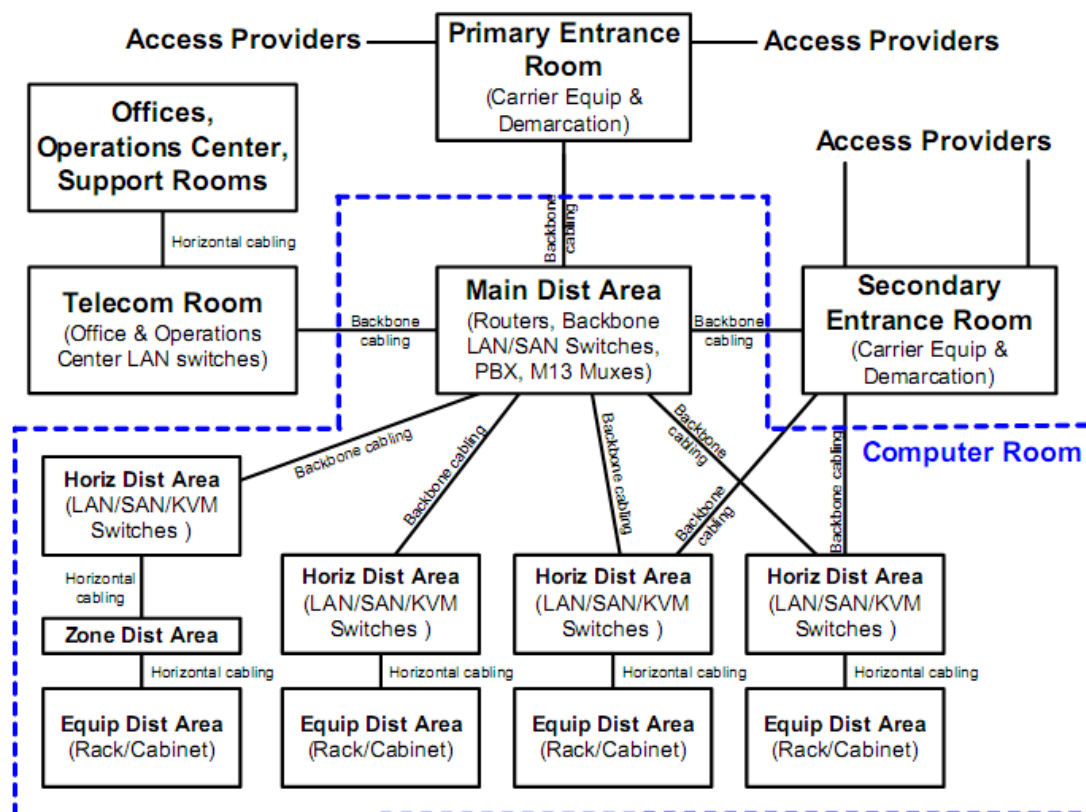 Access Providers
Primary Entrance
Room
(Carrier Equip &
Demarcation)
Access Providers
Offices,
Operations Center,
Support Rooms
Access Providers
Backbone
cabling
Horizontal cabling
Telecom Room
(Office & Operations
Center LAN switches)
Backbone
cabling
Main Dist Area
(Routers, Backbone
LAN/SAN Switches,
PBX, M13 Muxes)
Backbone
cabling
Secondary
Entrance Room
(Carrier Equip &
Demarcation)
Backbone cabling
Backbone cabling
Backbone
cabling
Backbone
cabling
Backbone
cabling
Backbone cabling
Computer Room
Horiz Dist Area
(LAN/SAN/KVM
Switches )
Horizontal
cabling
Zone Dist Area
Horizontal cabling
Equip Dist Area
(Rack/Cabinet)
Horiz Dist Area
(LAN/SAN/KVM
Switches )
Horizontal cabling
Equip Dist Area
(Rack/Cabinet)
Horiz Dist Area
(LAN/SAN/KVM
Switches )
Horizontal cabling
Equip Dist Area
(Rack/Cabinet)
Horiz Dist Area
(LAN/SAN/KVM
Switches )
Horizontal cabling
Equip Dist Area
(Rack/Cabinet)